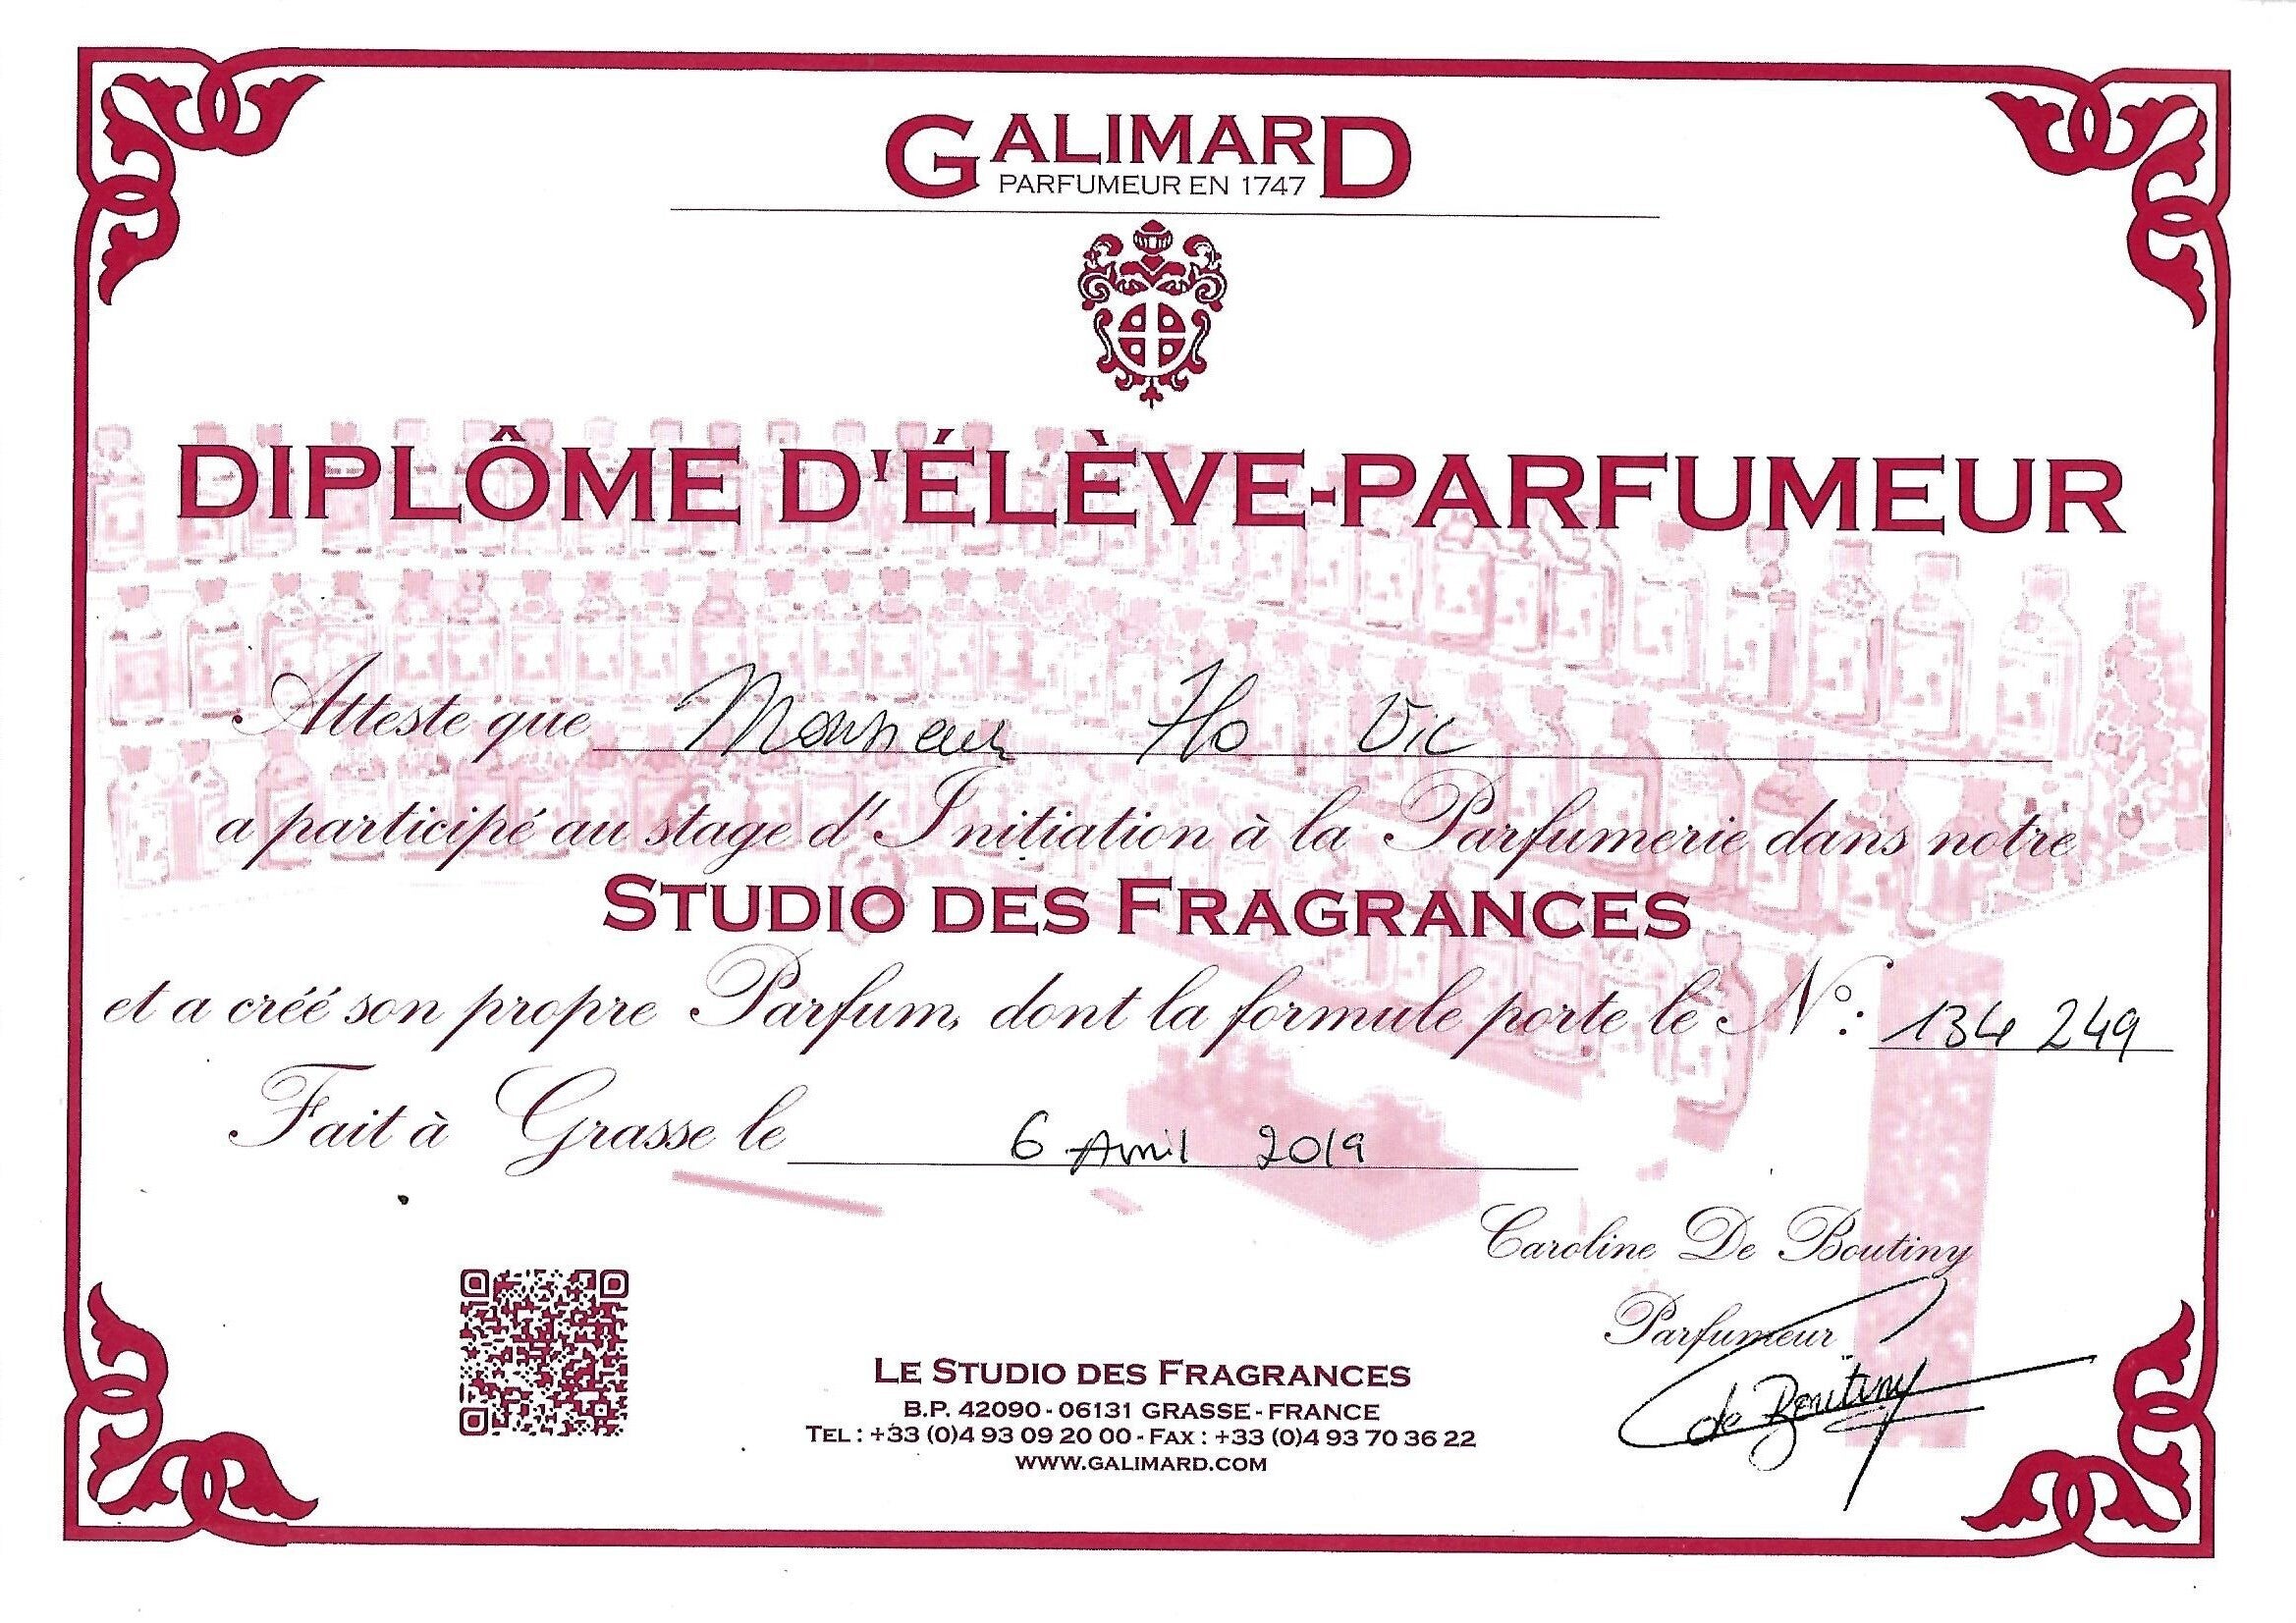 GALIMARD
PARFUMEUR EN 1747
DIPLÔME D'ÉLÈVE-PARFUMEUR
Atteste que Monsieur Ho Vic
a participé au stage d'Initiation à la Parfumerie dans notre
STUDIO DES FRAGRANCES
et a créé son propre Parfum, dont la formule porte le N°: 134 249
Fait à Grasse le 6 Avril 2019
Caroline De Boutiny
Parfumeur
de Boutiny
LE STUDIO DES FRAGRANCES
B.P. 42090 - 06131 GRASSE - FRANCE
TEL : +33 (0)4 93 09 20 00 - FAX : +33 (0)4 93 70 36 22
WWW.GALIMARD.COM